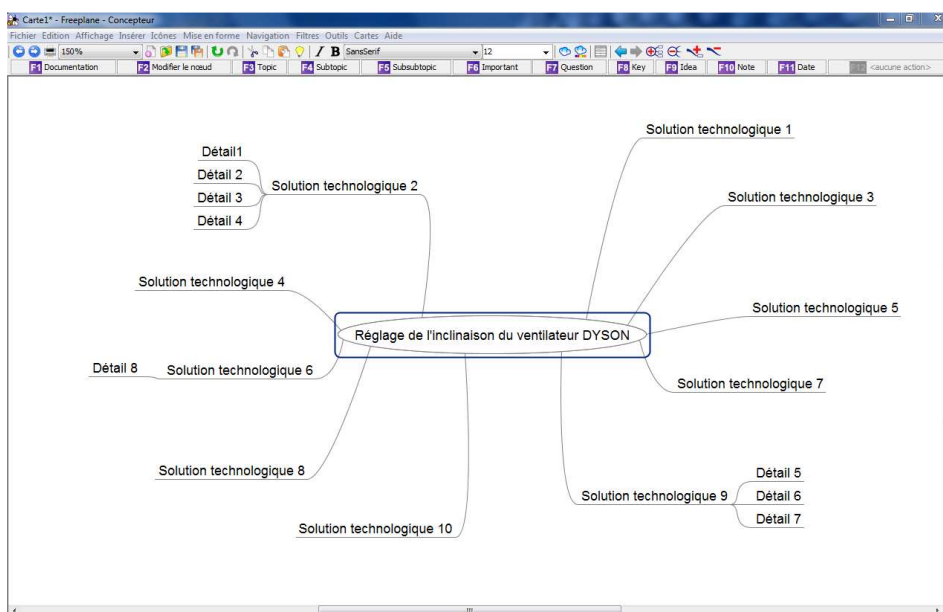 Carte1* - Freeplane - Concepteur
Fichier Edition Affichage Insérer Icônes Mise en forme Navigation Filtres Outils Cartes Aide
150% I B SansSerif 12
F1 Documentation F2 Modifier le nœud F3 Topic F4 Subtopic F5 Subsubtopic F6 Important F7 Question F8 Key F9 Idea F10 Note F11 Date F12 <aucune action>
Solution technologique 1
Détail1
Détail 2
Solution technologique 2
Détail 3
Solution technologique 3
Détail 4
Solution technologique 4
Solution technologique 5
Réglage de l'inclinaison du ventilateur DYSON
Détail 8
Solution technologique 6
Solution technologique 7
Solution technologique 8
Détail 5
Solution technologique 9
Détail 6
Détail 7
Solution technologique 10